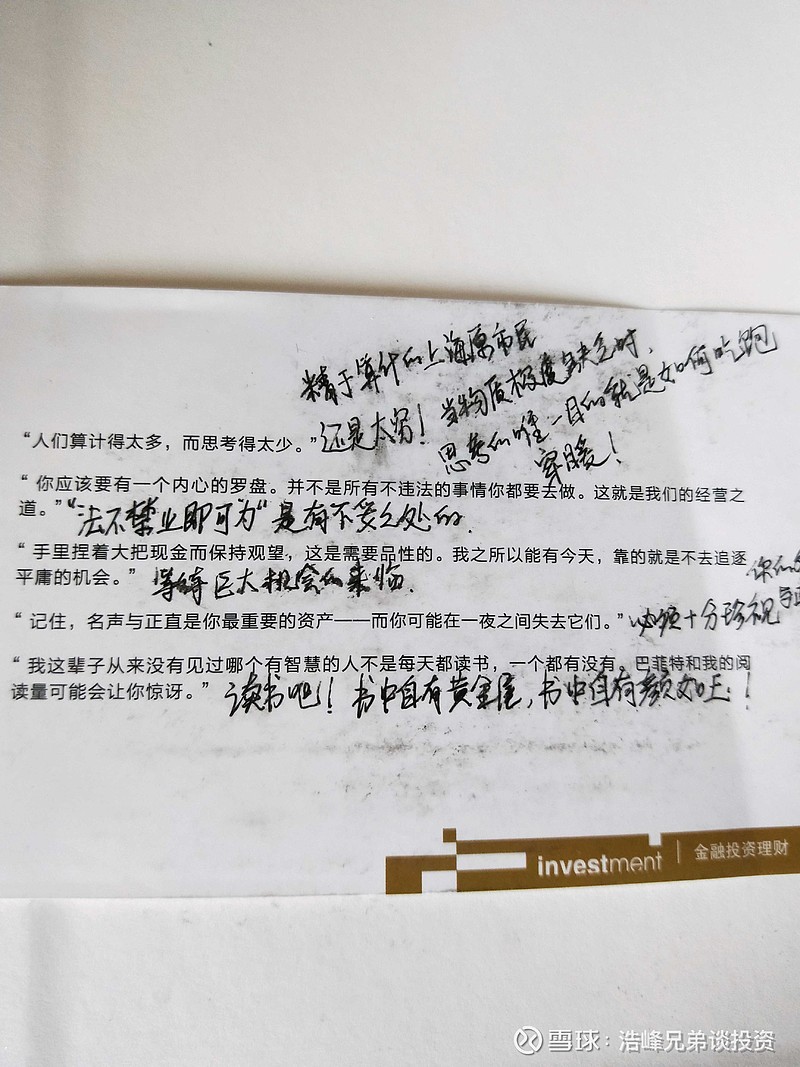 精于算计的上海原市民
“人们算计得太多，而思考得太少。”还是太穷！当物质极度缺乏时，
思考的唯一目的就是如何吃跑
穿暖！
“ 你应该要有一个内心的罗盘。并不是所有不违法的事情你都要去做。这就是我们的经营之
道。”“法不禁止即可为”是有不妥之处的.
“ 手里捏着大把现金而保持观望，这是需要品性的。我之所以能有今天，靠的就是不去追逐
平庸的机会。” 等待巨大机会的来临.
“ 记住，名声与正直是你最重要的资产——而你可能在一夜之间失去它们。” 必须十分珍视
你的
“ 我这辈子从来没有见过哪个有智慧的人不是每天都读书，一个都有没有。巴菲特和我的阅
读量可能会让你惊讶。” 读书吧！书中自有黄金屋，书中自有颜如玉！
investment | 金融投资理财
雪球：浩峰兄弟谈投资